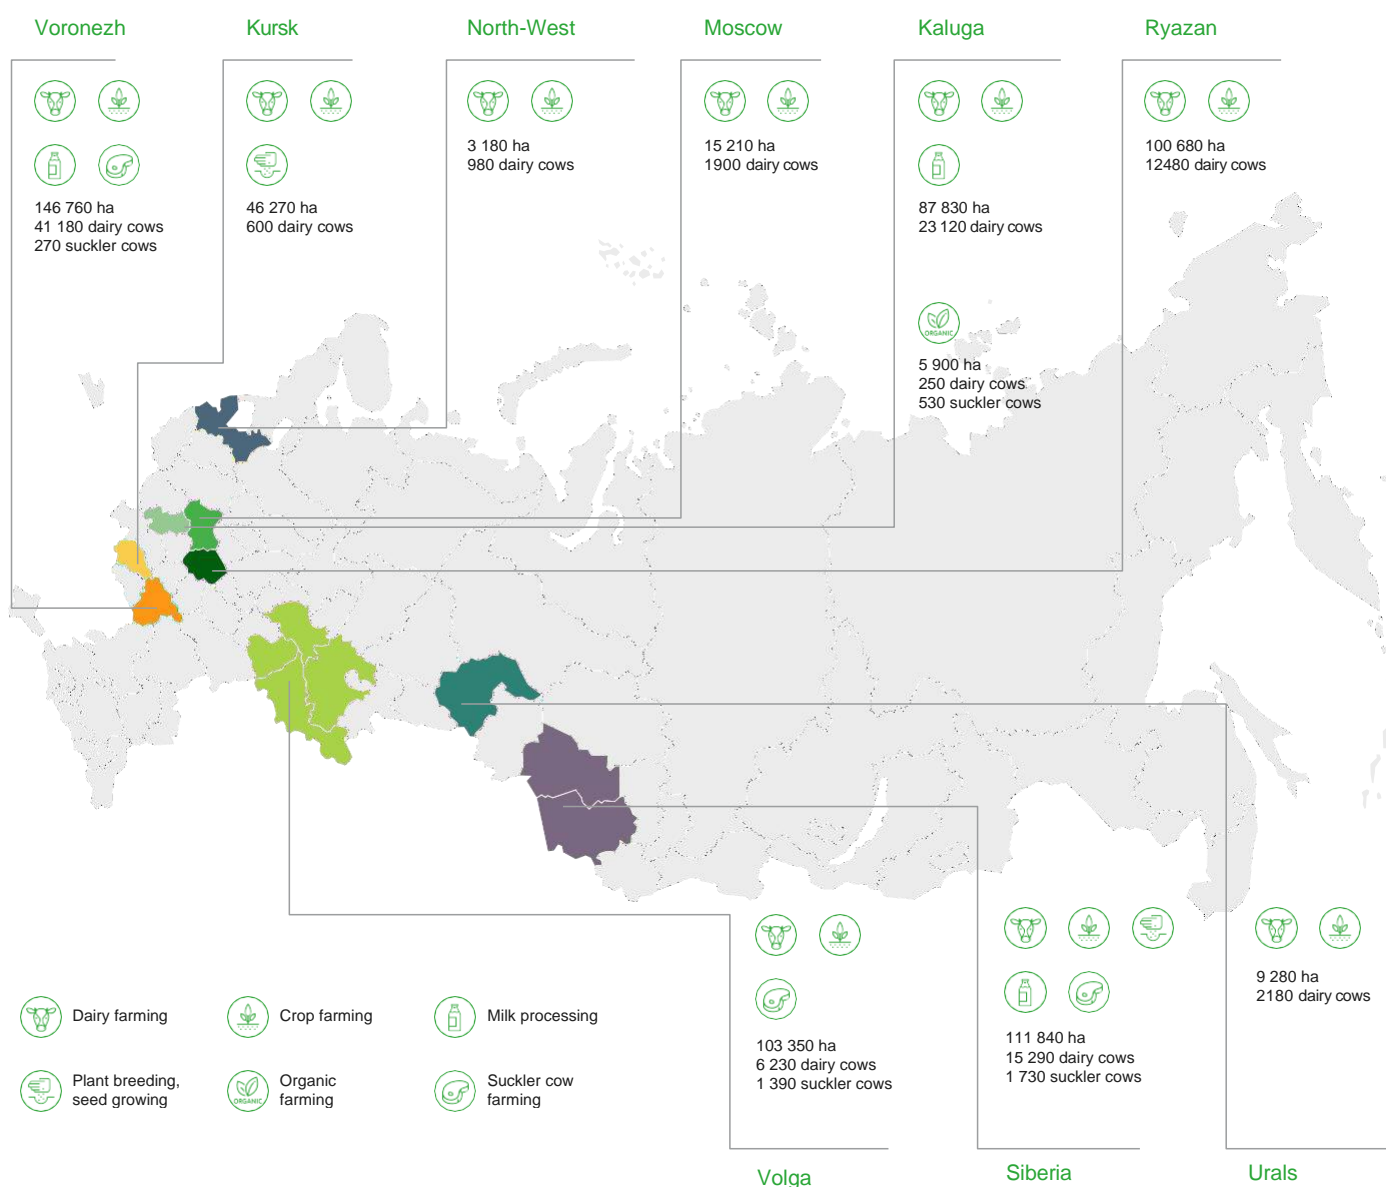 Voronezh
146 760 ha
41 180 dairy cows
270 suckler cows
Kursk
46 270 ha
600 dairy cows
North-West
3 180 ha
980 dairy cows
Moscow
15 210 ha
1900 dairy cows
Kaluga
87 830 ha
23 120 dairy cows
ORGANIC
5 900 ha
250 dairy cows
530 suckler cows
Ryazan
100 680 ha
12480 dairy cows
103 350 ha
6 230 dairy cows
1 390 suckler cows
Volga
111 840 ha
15 290 dairy cows
1 730 suckler cows
Siberia
9 280 ha
2180 dairy cows
Urals
Dairy farming
Crop farming
Milk processing
Plant breeding,
seed growing
ORGANIC
Organic
farming
Suckler cow
farming